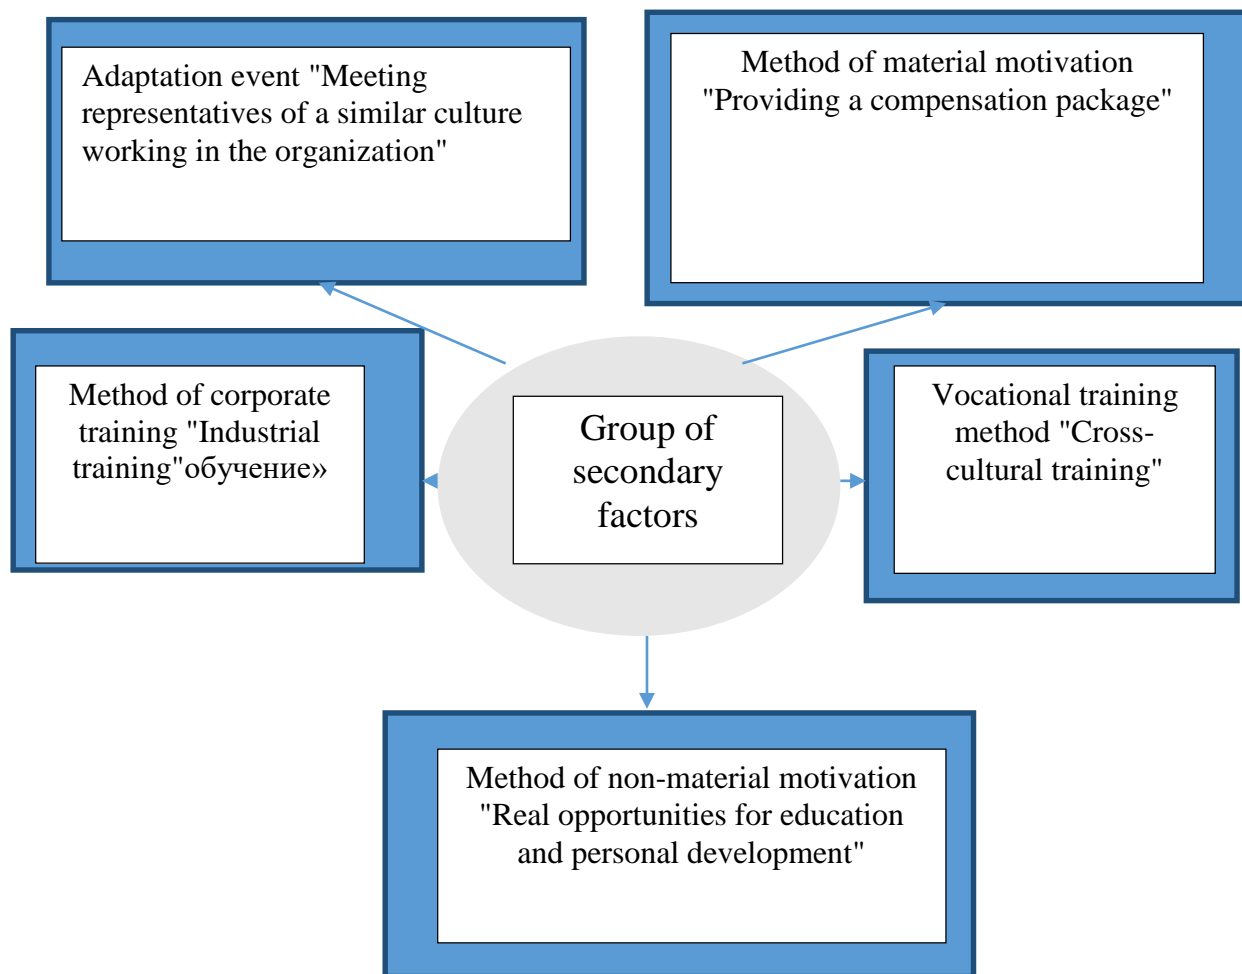 Adaptation event "Meeting
representatives of a similar culture
working in the organization"
Method of material motivation
"Providing a compensation package"
Method of corporate
training "Industrial
training"обучение»
Group of
secondary
factors
Vocational training
method "Cross-
cultural training"
Method of non-material motivation
"Real opportunities for education
and personal development"